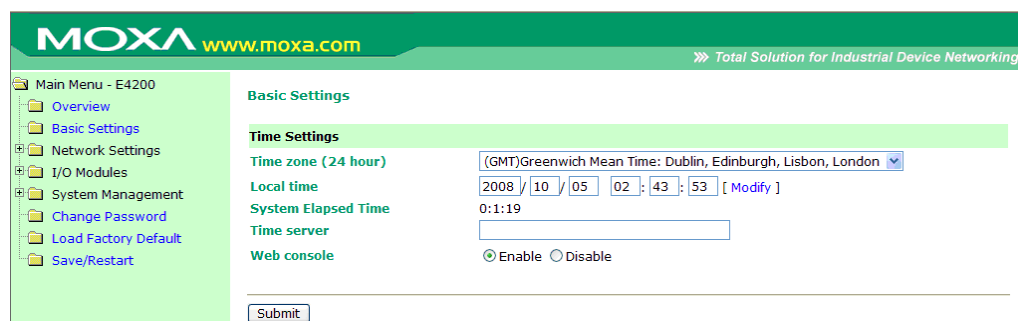 MOXA www.moxa.com
Total Solution for Industrial Device Networking
Main Menu - E4200
Overview
Basic Settings
Network Settings
I/O Modules
System Management
Change Password
Load Factory Default
Save/Restart
Basic Settings
Time Settings
Time zone (24 hour) (GMT)Greenwich Mean Time: Dublin, Edinburgh, Lisbon, London
Local time 2008 / 10 / 05 02 : 43 : 53 [ Modify ]
System Elapsed Time 0:1:19
Time server
Web console Enable Disable
Submit